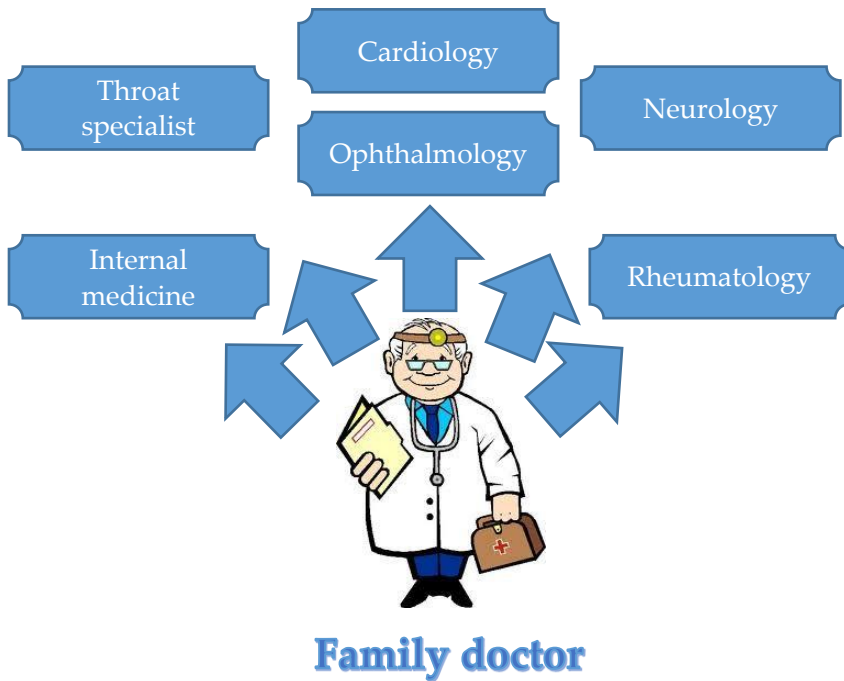 Cardiology
Throat
specialist
Neurology
Ophthalmology
Internal
medicine
Rheumatology
Family doctor